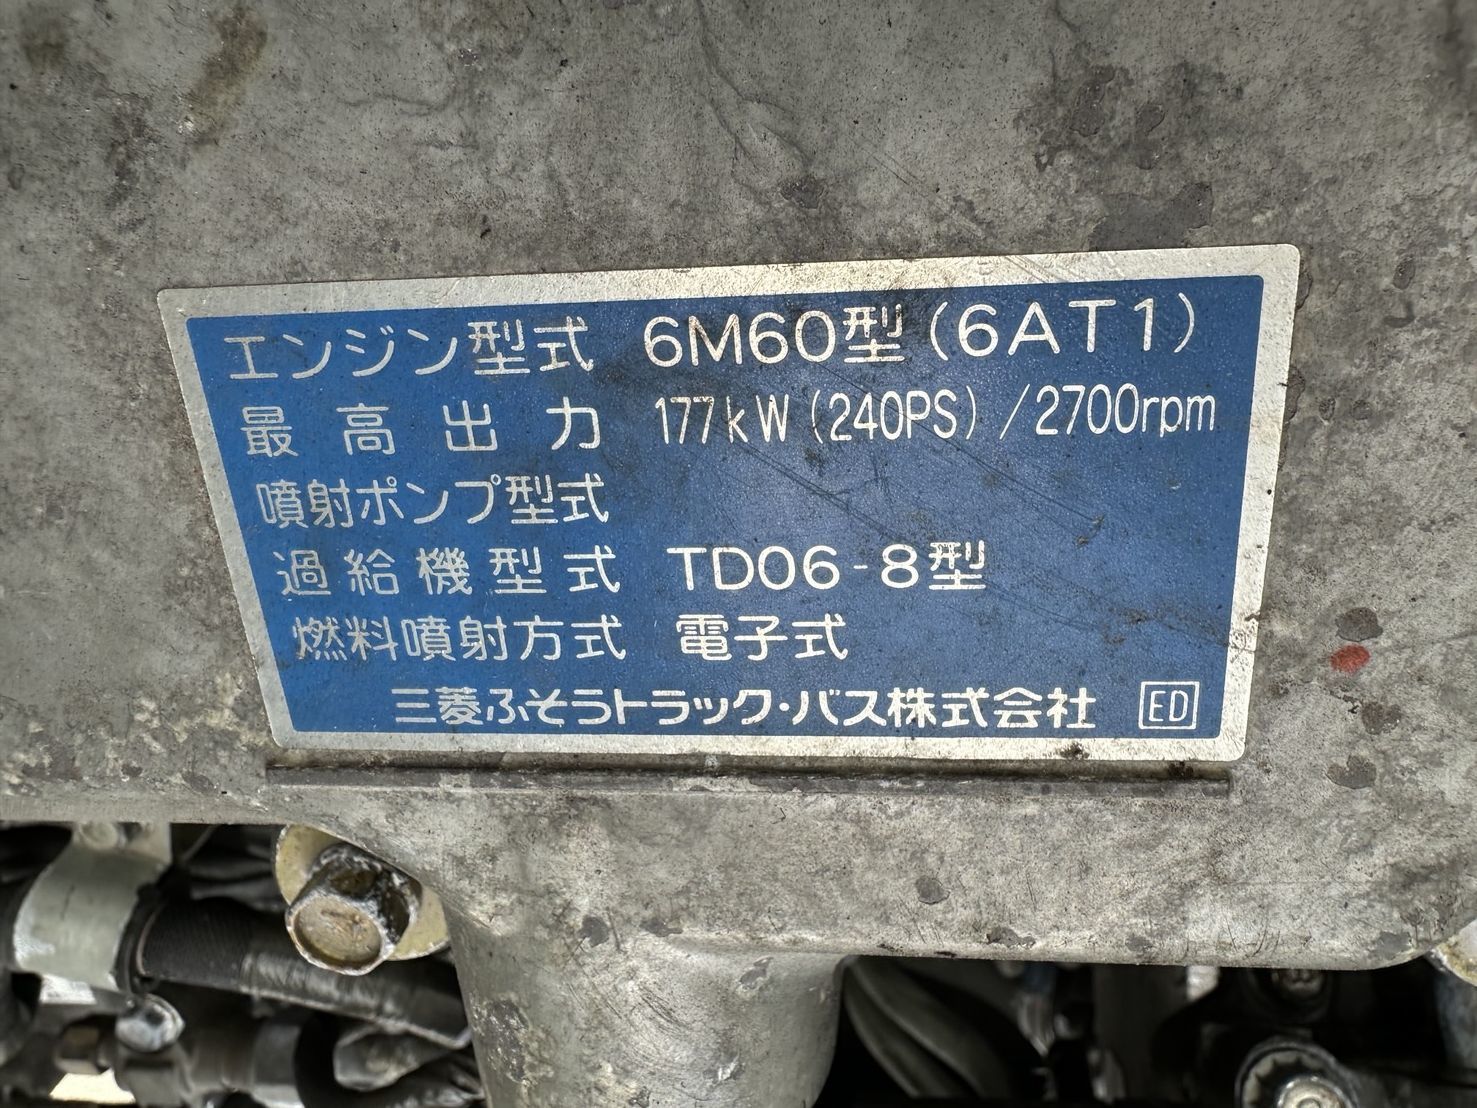 エンジン型式 6M60型(6AT1)
最高出力 177kW(240PS)/2700rpm
噴射ポンプ型式
過給機型式 TD06-8型
燃料噴射方式 電子式
三菱ふそうトラック・バス株式会社 ED